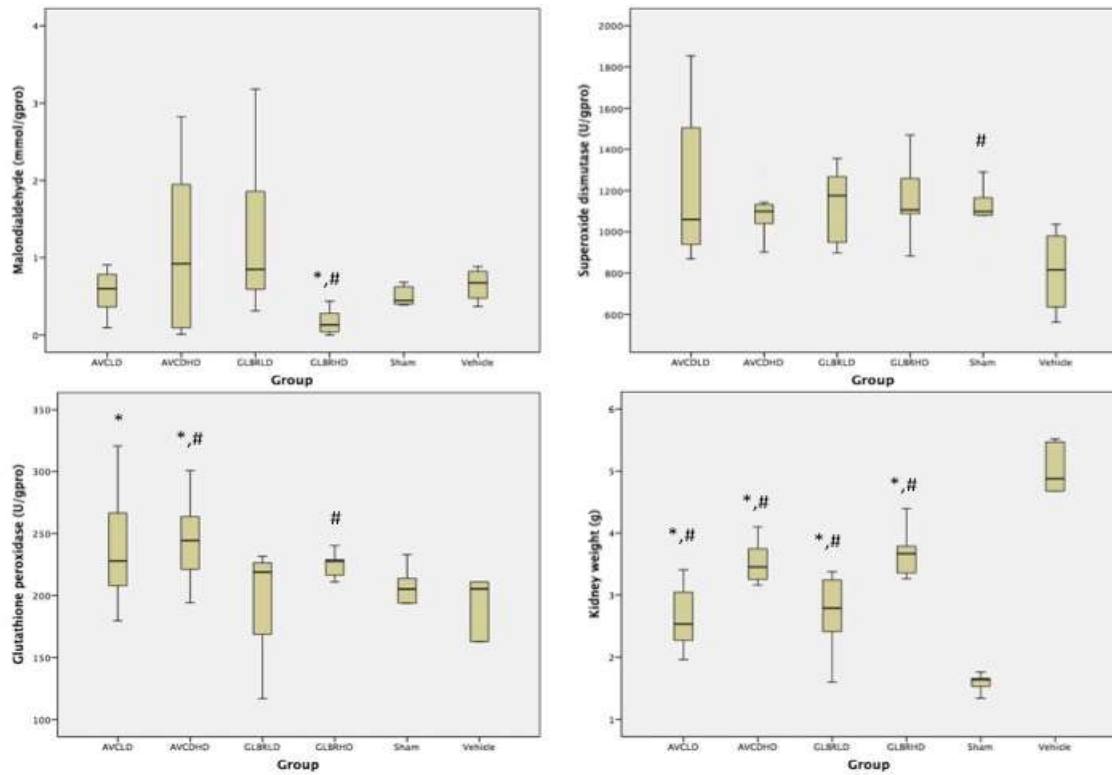 4
3
2
1
0
Malondialdehyde (mmol/gpro)
*,#
AVCLD AVCDHD GLBRLD GLBRHD Sham Vehicle
Group
2000
1800
1600
1400
1200
1000
800
600
Superoxide dismutase (U/gpro)
#
AVCDLD AVCDHD GLBRLD GLBRHD Sham Vehicle
Group
350
300
250
200
150
100
Glutathione peroxidase (U/gpro)
*
*,#
#
AVCLD AVCDHD GLBRLD GLBRHD Sham Vehicle
Group
6
5
4
3
2
1
Kidney weight (g)
*,#
*,#
*,#
*,#
AVCLD AVCDHD GLBRLD GLBRHD Sham Vehicle
Group